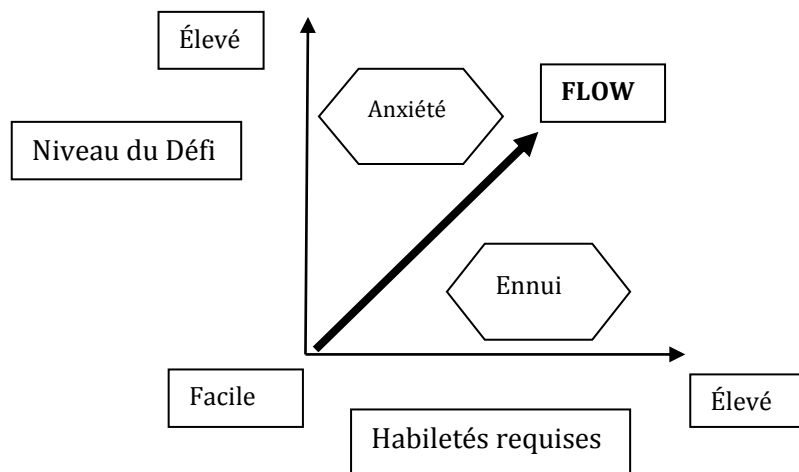 Élevé
Anxiété
FLOW
Niveau du Défi
Ennui
Facile
Élevé
Habiletés requises